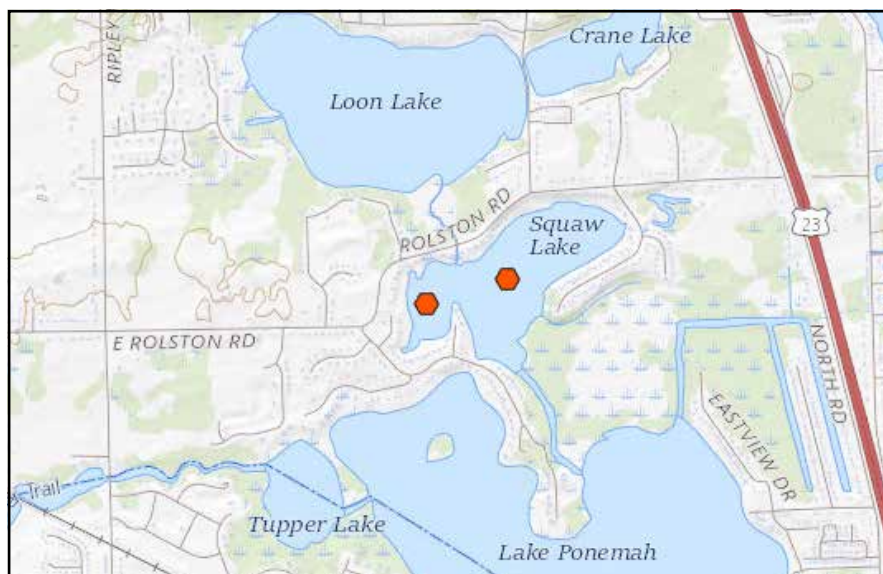 Crane Lake
RIPLEY
Loon Lake
ROLSTON RD
Squaw
Lake
23
E ROLSTON RD
NORTH RD
EASTVIEW DR
Trail
Tupper Lake
Lake Ponemah